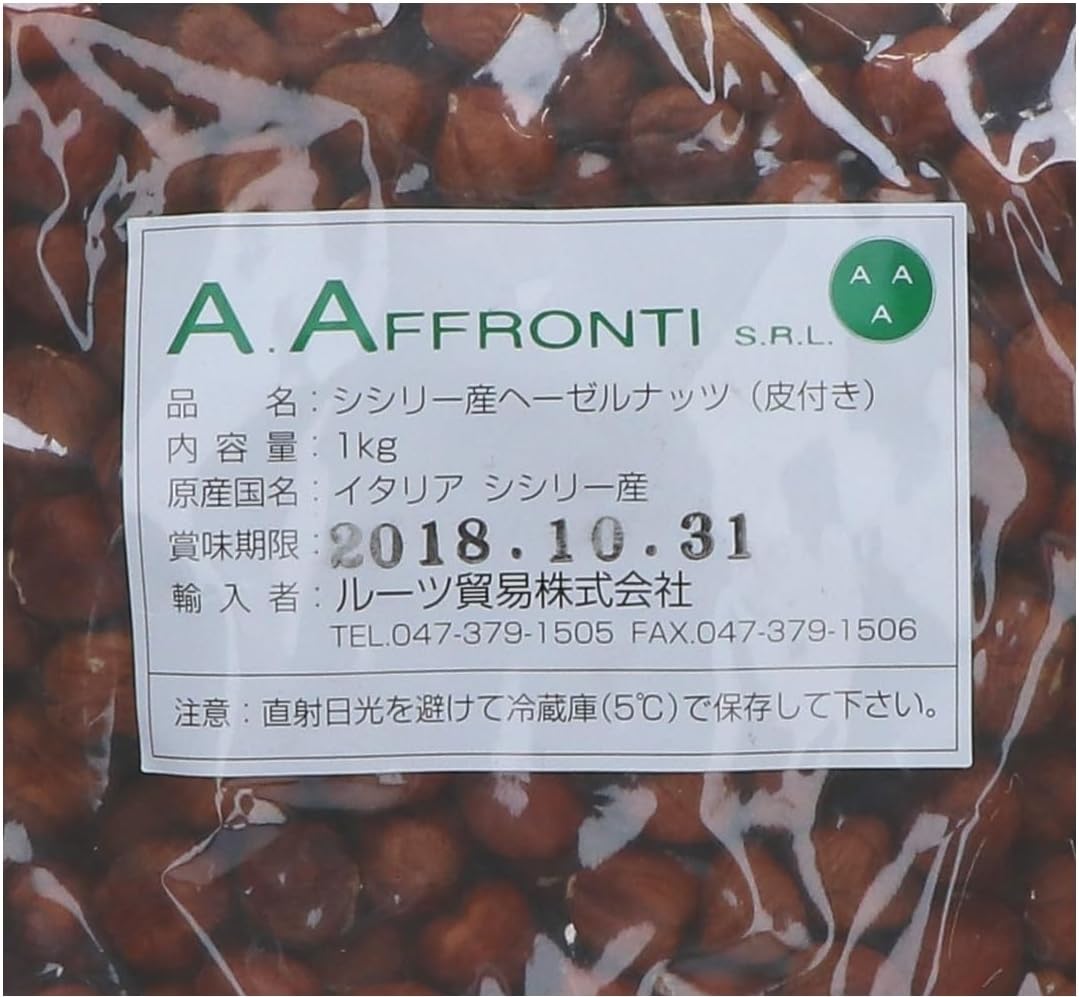 A. AFFRONTI S.R.L.
A A
A
品名：シシリー産ヘーゼルナッツ（皮付き）
内容量：1kg
原産国名：イタリア シシリー産
賞味期限：2018.10.31
輸入者：ルーツ貿易株式会社
TEL.047-379-1505 FAX.047-379-1506
注意：直射日光を避けて冷蔵庫(5℃)で保存して下さい。